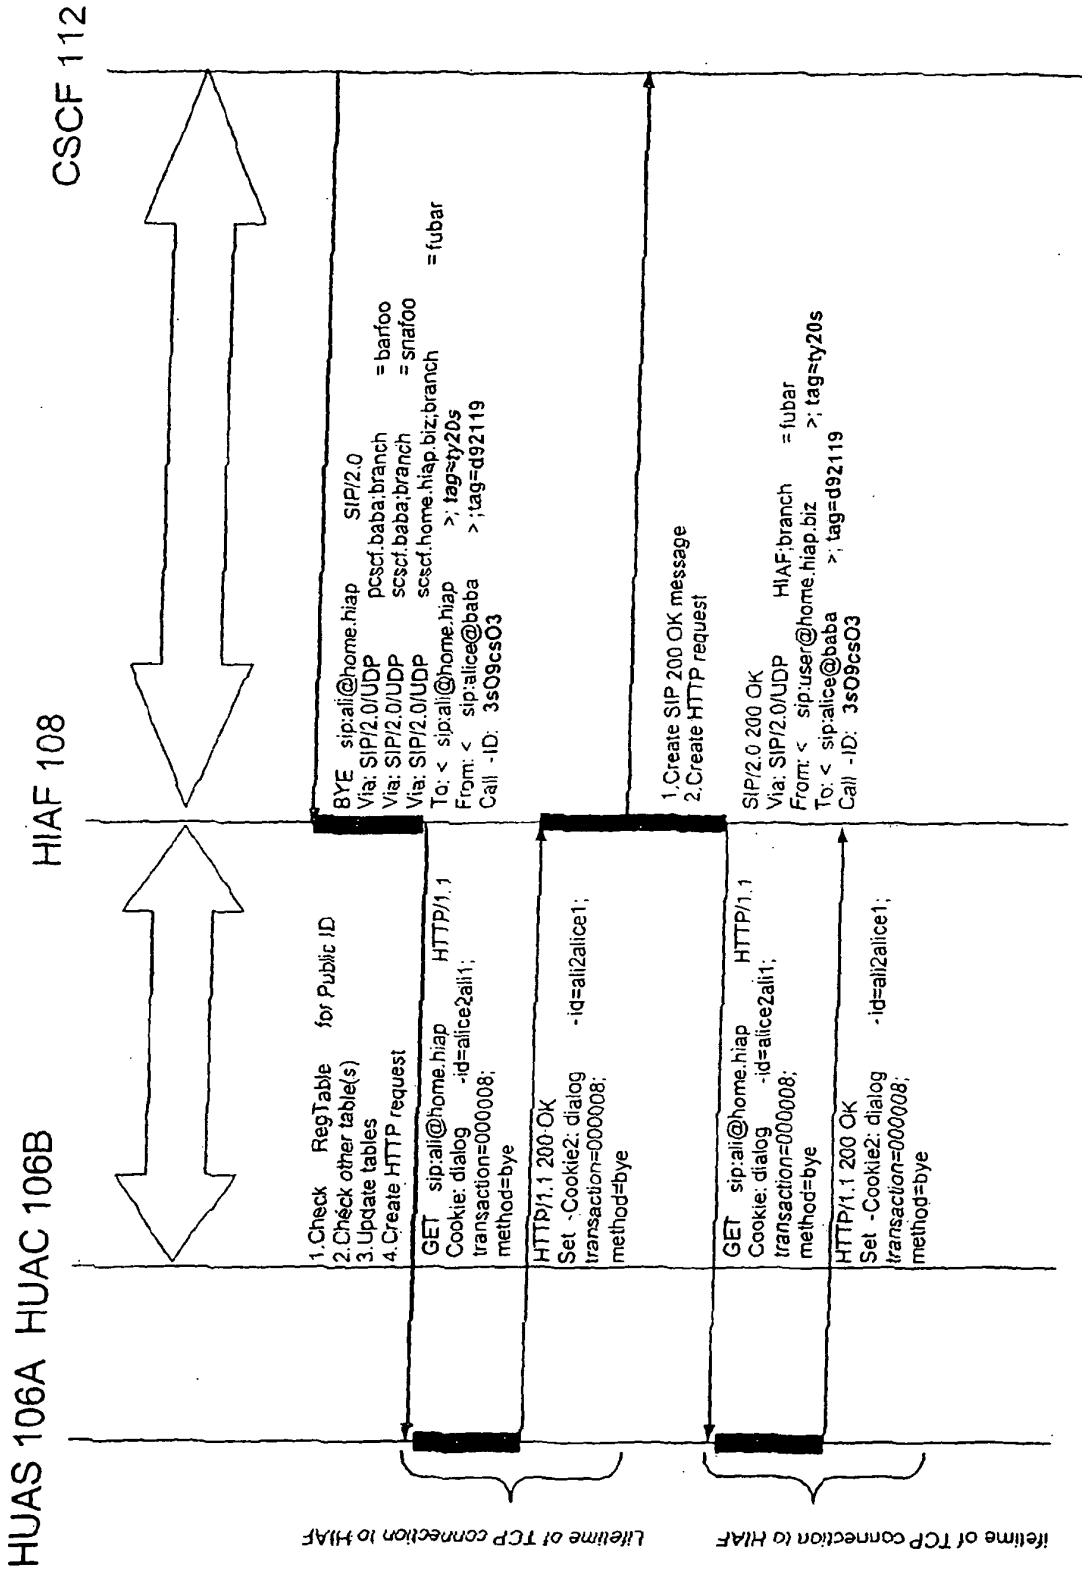 HUAS 106A HUAC 106B
HIAF 108
CSCF 112
1.Check RegTable for Public ID
2.Check other table(s)
3.Update tables
4.Create HTTP request
BYE sip:ali@home.hiap SIP/2.0
Via: SIP/2.0/UDP pcscf.baba;branch =barfoo
Via: SIP/2.0/UDP scscf.baba;branch =snafoo
Via: SIP/2.0/UDP scscf.home.hiap.biz;branch =fubar
To: < sip:ali@home.hiap >; tag=ty20s
From: < sip:alice@baba >;tag=d92119
Call -ID: 3sO9csO3
GET sip:ali@home.hiap HTTP/1.1
Cookie: dialog -id=alice2ali1;
transaction=000008;
method=bye
HTTP/1.1 200 OK
Set -Cookie2: dialog -id=ali2alice1;
transaction=000008;
method=bye
1.Create SIP 200 OK message
2.Create HTTP request
SIP/2.0 200 OK
Via: SIP/2.0/UDP HIAF;branch =fubar
From: < sip:user@home.hiap.biz >; tag=ty20s
To: < sip:alice@baba >; tag=d92119
Call -ID: 3sO9csO3
GET sip:ali@home.hiap HTTP/1.1
Cookie: dialog -id=alice2ali1;
transaction=000008;
method=bye
HTTP/1.1 200 OK
Set -Cookie2: dialog -id=ali2alice1;
transaction=000008;
method=bye
Lifetime of TCP connection to HIAF
ifetime of TCP connection to HIAF